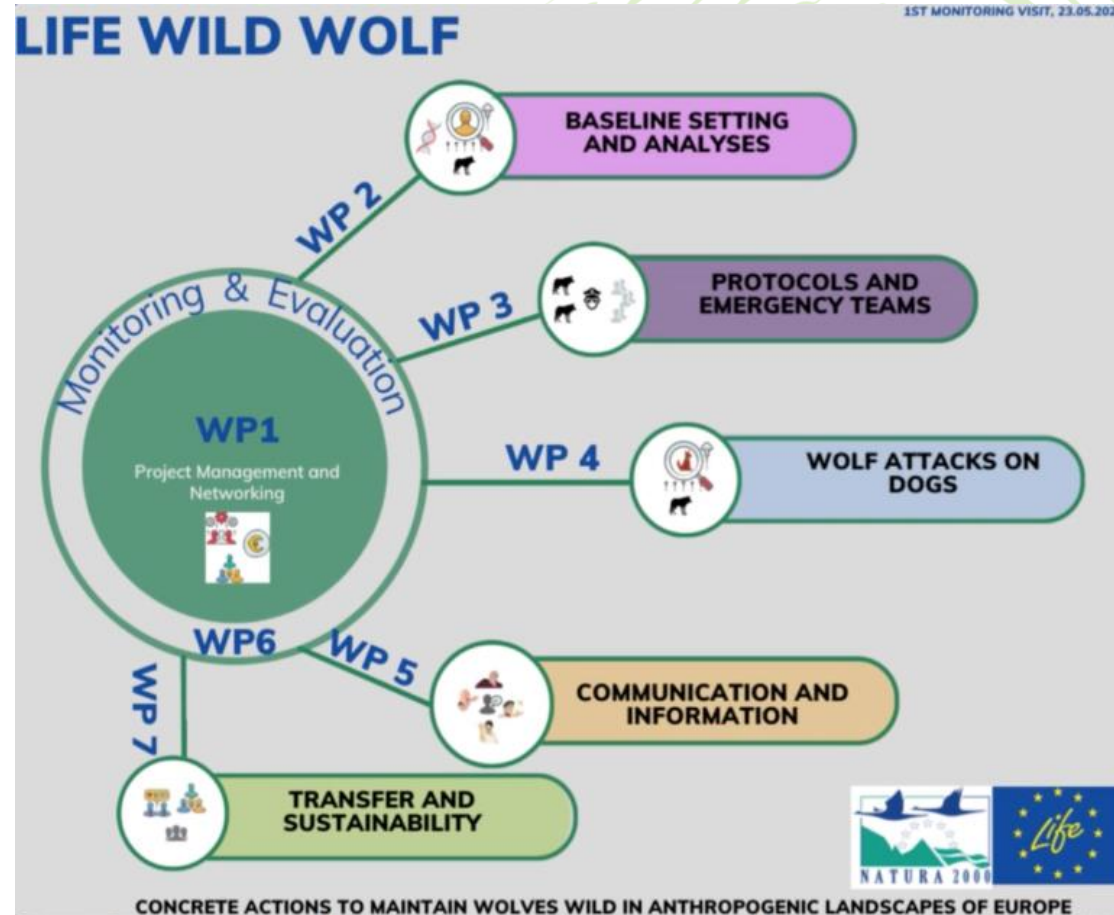 1ST MONITORING VISIT, 23.05.202
LIFE WILD WOLF
WP 2
BASELINE SETTING
AND ANALYSES
WP 3
PROTOCOLS AND
EMERGENCY TEAMS
Monitoring & Evaluation
WP1
Project Management and
Networking
WP 4
WOLF ATTACKS ON
DOGS
WP6
WP 5
COMMUNICATION AND
INFORMATION
WP 7
TRANSFER AND
SUSTAINABILITY
NATURA 2000
Life
CONCRETE ACTIONS TO MAINTAIN WOLVES WILD IN ANTHROPOGENIC LANDSCAPES OF EUROPE